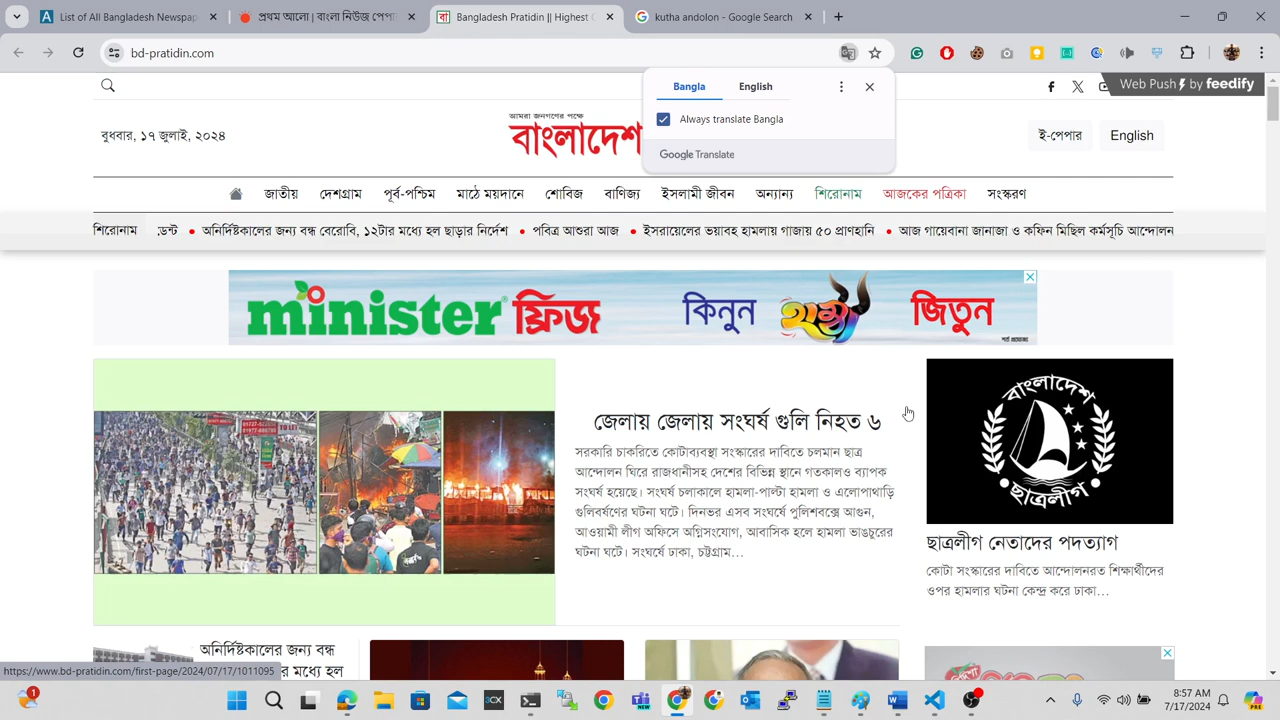 All List of Bangladesh Newspap
প্রথম আলো | বাংলা নিউজ পেপ
Bangladesh Pratidin || Highest C
kutha andolon - Google Search
bd-pratidin.com
Bangla English
Always translate Bangla
Google Translate
Web Push by feedify
বুধবার, ১৭ জুলাই, ২০২৪
আমরা জনগণের পক্ষে
বাংলাদেশ
ই-পেপার
English
জাতীয় দেশগ্রাম পূর্ব-পশ্চিম মাঠে ময়দানে শোবিজ বাণিজ্য ইসলামী জীবন অন্যান্য শিরোনাম আজকের পত্রিকা সংস্করণ
শিরোনাম ডেন্ট • অনির্দিষ্টকালের জন্য বন্ধ বেরোবি, ১২টার মধ্যে হল ছাড়ার নির্দেশ • পবিত্র আশুরা আজ • ইসরায়েলের ভয়াবহ হামলায় গাজায় ৫০ প্রাণহানি • আজ গায়েবানা জানাজা ও কফিন মিছিল কর্মসূচি আন্দোলন
minister ফ্রিজ কিনুন হাম্বা জিতুন
শর্ত প্রযোজ্য
জেলায় জেলায় সংঘর্ষ গুলি নিহত ৬
সরকারি চাকরিতে কোটাব্যবস্থা সংস্কারের দাবিতে চলমান ছাত্র
আন্দোলন ঘিরে রাজধানীসহ দেশের বিভিন্ন স্থানে গতকালও ব্যাপক
সংঘর্ষ হয়েছে। সংঘর্ষ চলাকালে হামলা-পাল্টা হামলা ও এলোপাথাড়ি
গুলিবর্ষণের ঘটনা ঘটে। দিনভর এসব সংঘর্ষে পুলিশবক্সে আগুন,
আওয়ামী লীগ অফিসে অগ্নিসংযোগ, আবাসিক হলে হামলা ভাঙচুরের
ঘটনা ঘটে। সংঘর্ষে ঢাকা, চট্টগ্রাম...
বাংলাদেশ
ছাত্রলীগ
ছাত্রলীগ নেতাদের পদত্যাগ
কোটা সংস্কারের দাবিতে আন্দোলনরত শিক্ষার্থীদের
ওপর হামলার ঘটনা কেন্দ্র করে ঢাকা...
অনির্দিষ্টকালের জন্য বন্ধ
র মধ্যে হল
https://www.bd-pratidin.com/first-page/2024/07/17/1011095
8:57 AM
7/17/2024